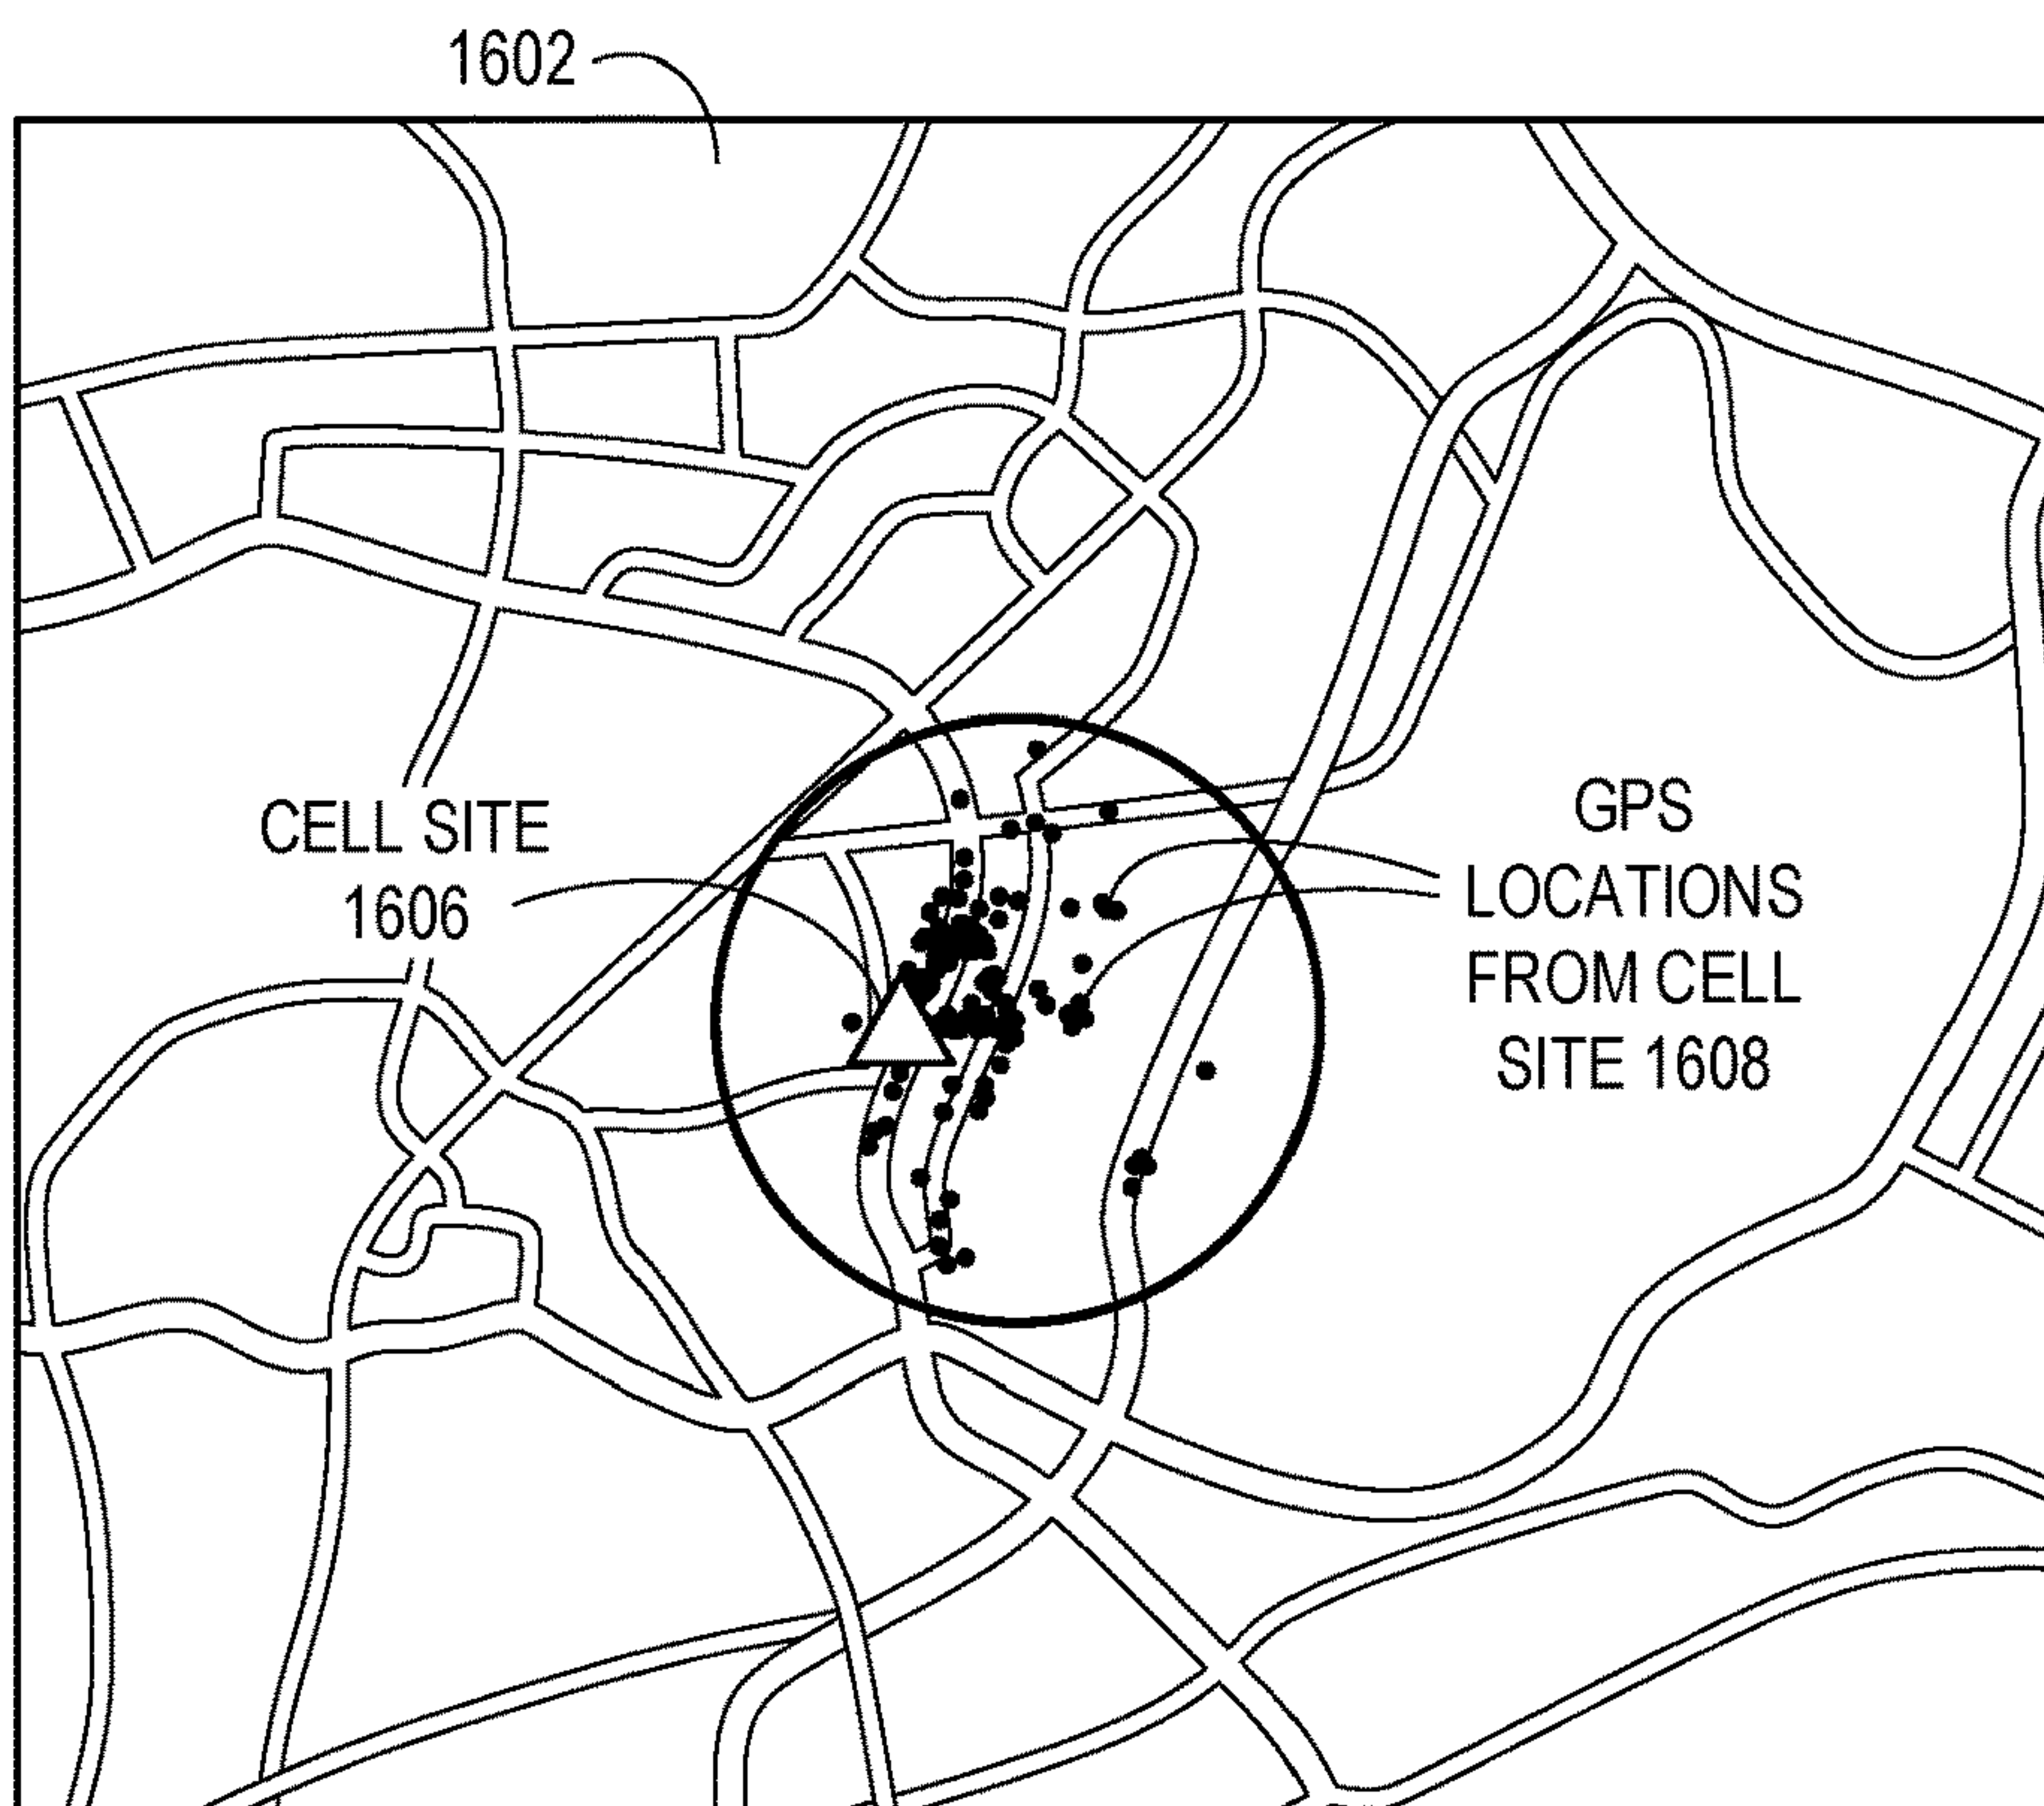 1602
CELL SITE
1606
GPS
LOCATIONS
FROM CELL
SITE 1608